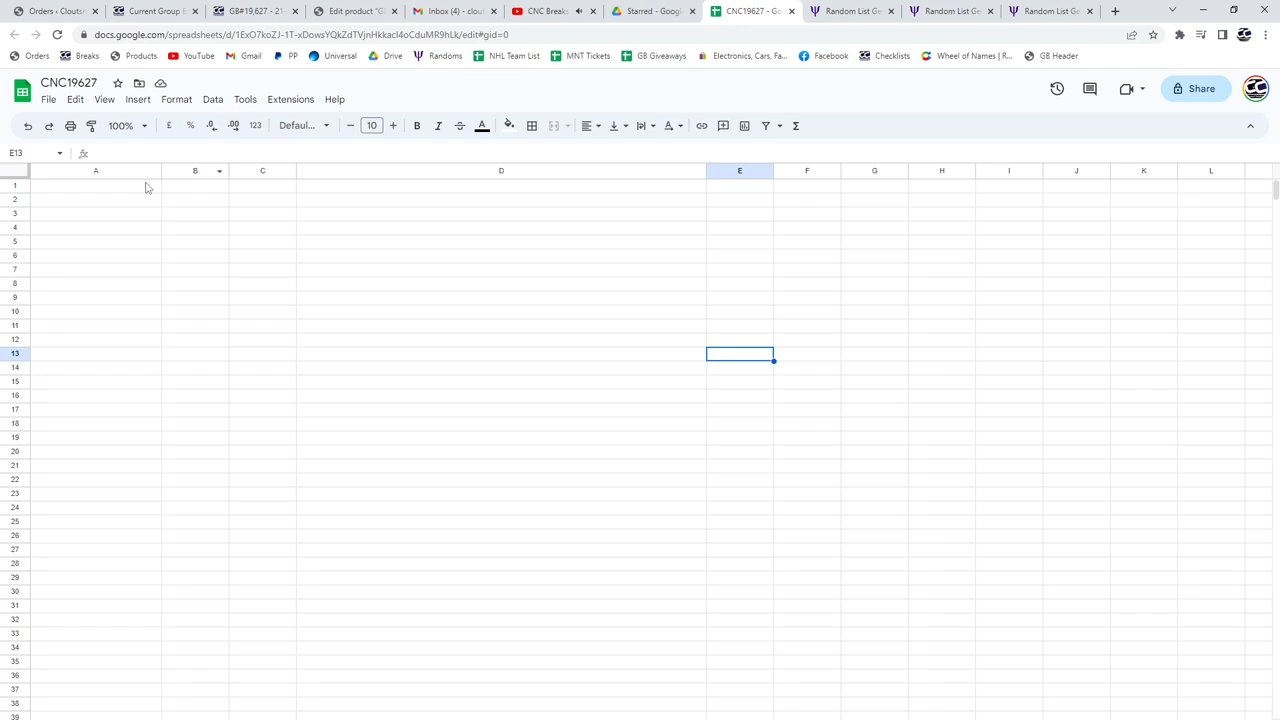 Orders ‹ Clouts
Current Group B
GB#19,627 - 21
Edit product "G
Inbox (4) - clout
CNC Breaks
Starred - Google
CNC19627 - Go
Random List Ge
Random List Ge
Random List Ge
docs.google.com/spreadsheets/d/1ExO7koZJ-1T-xDowsYQkZdTVjnHkkacl4oCduMR9hLk/edit#gid=0
Orders Breaks Products YouTube Gmail PP Universal Drive Randoms NHL Team List MNT Tickets GB Giveaways Electronics, Cars, Fa... Facebook Checklists Wheel of Names | R... GB Header
CNC19627
File Edit View Insert Format Data Tools Extensions Help
Share
100% £ % .0 .00 123 Defaul... 10 B I S A
E13 fx
A B C D E F G H I J K L
1
2
3
4
5
6
7
8
9
10
11
12
13
14
15
16
17
18
19
20
21
22
23
24
25
26
27
28
29
30
31
32
33
34
35
36
37
38
39